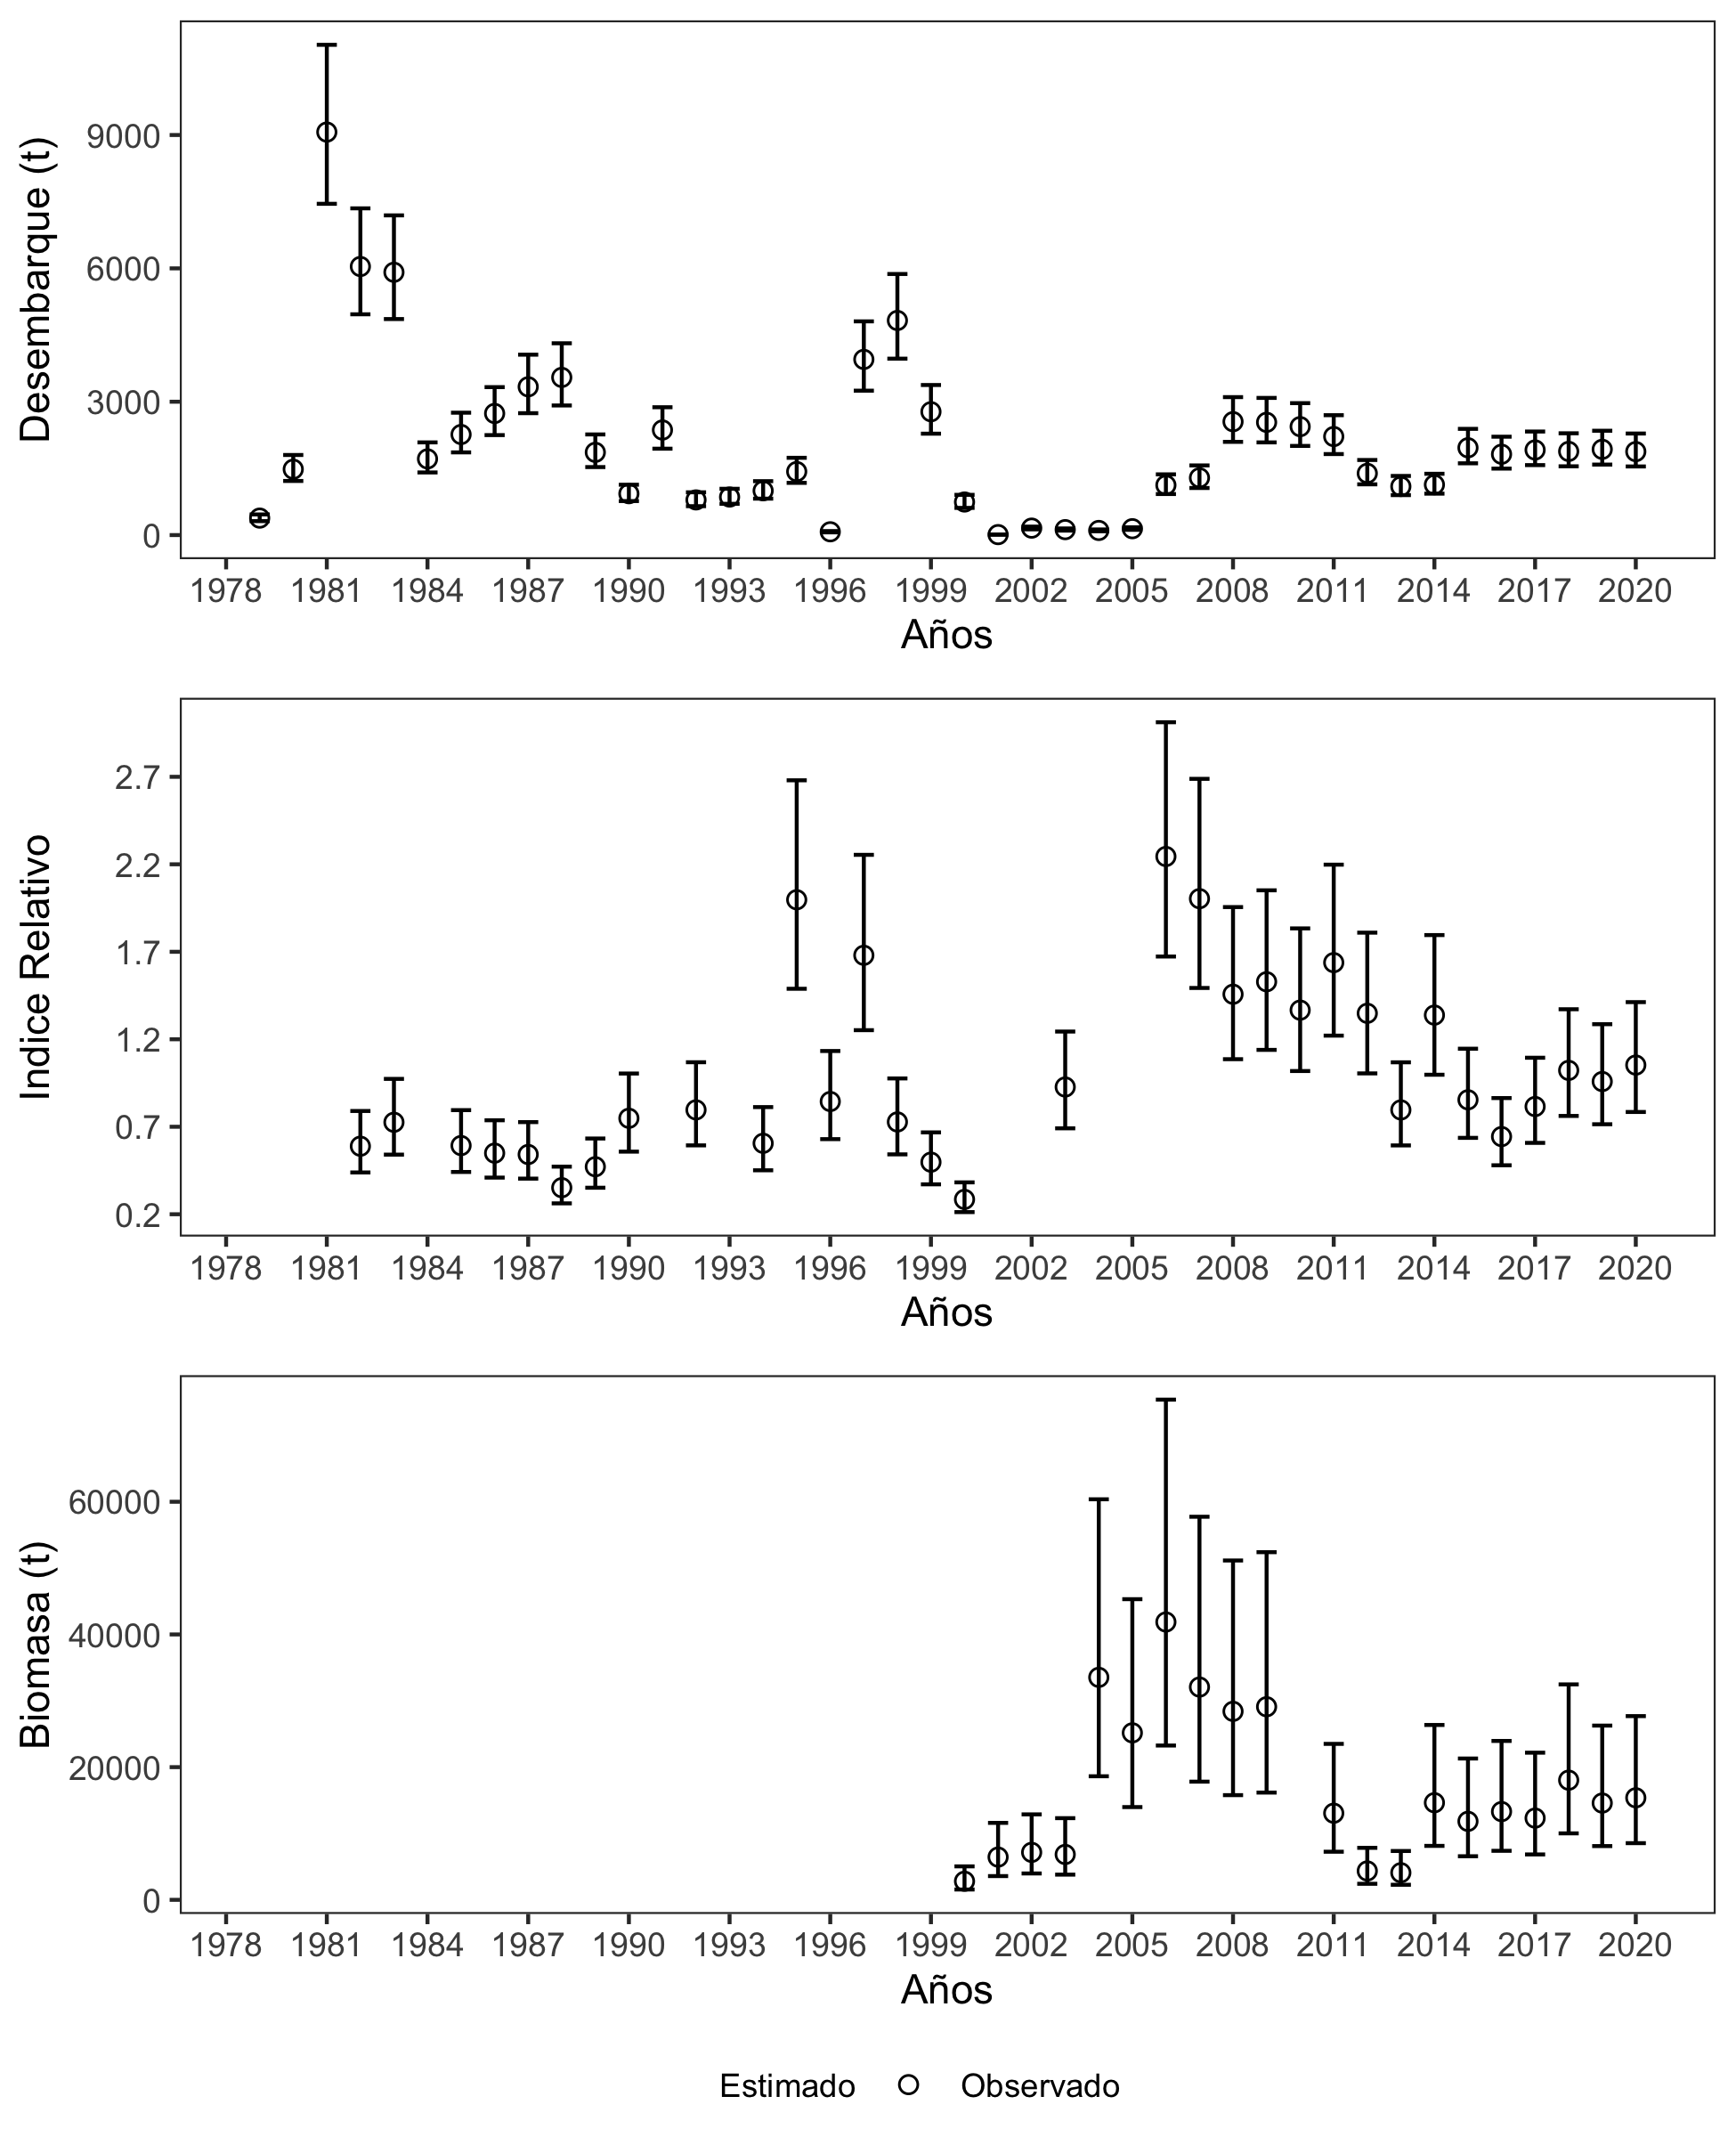 Desembarque (t)
9000
6000
3000
0
1978 1981 1984 1987 1990 1993 1996 1999 2002 2005 2008 2011 2014 2017 2020
Años
Indice Relativo
2.7
2.2
1.7
1.2
0.7
0.2
1978 1981 1984 1987 1990 1993 1996 1999 2002 2005 2008 2011 2014 2017 2020
Años
Biomasa (t)
60000
40000
20000
0
1978 1981 1984 1987 1990 1993 1996 1999 2002 2005 2008 2011 2014 2017 2020
Años
Estimado Observado